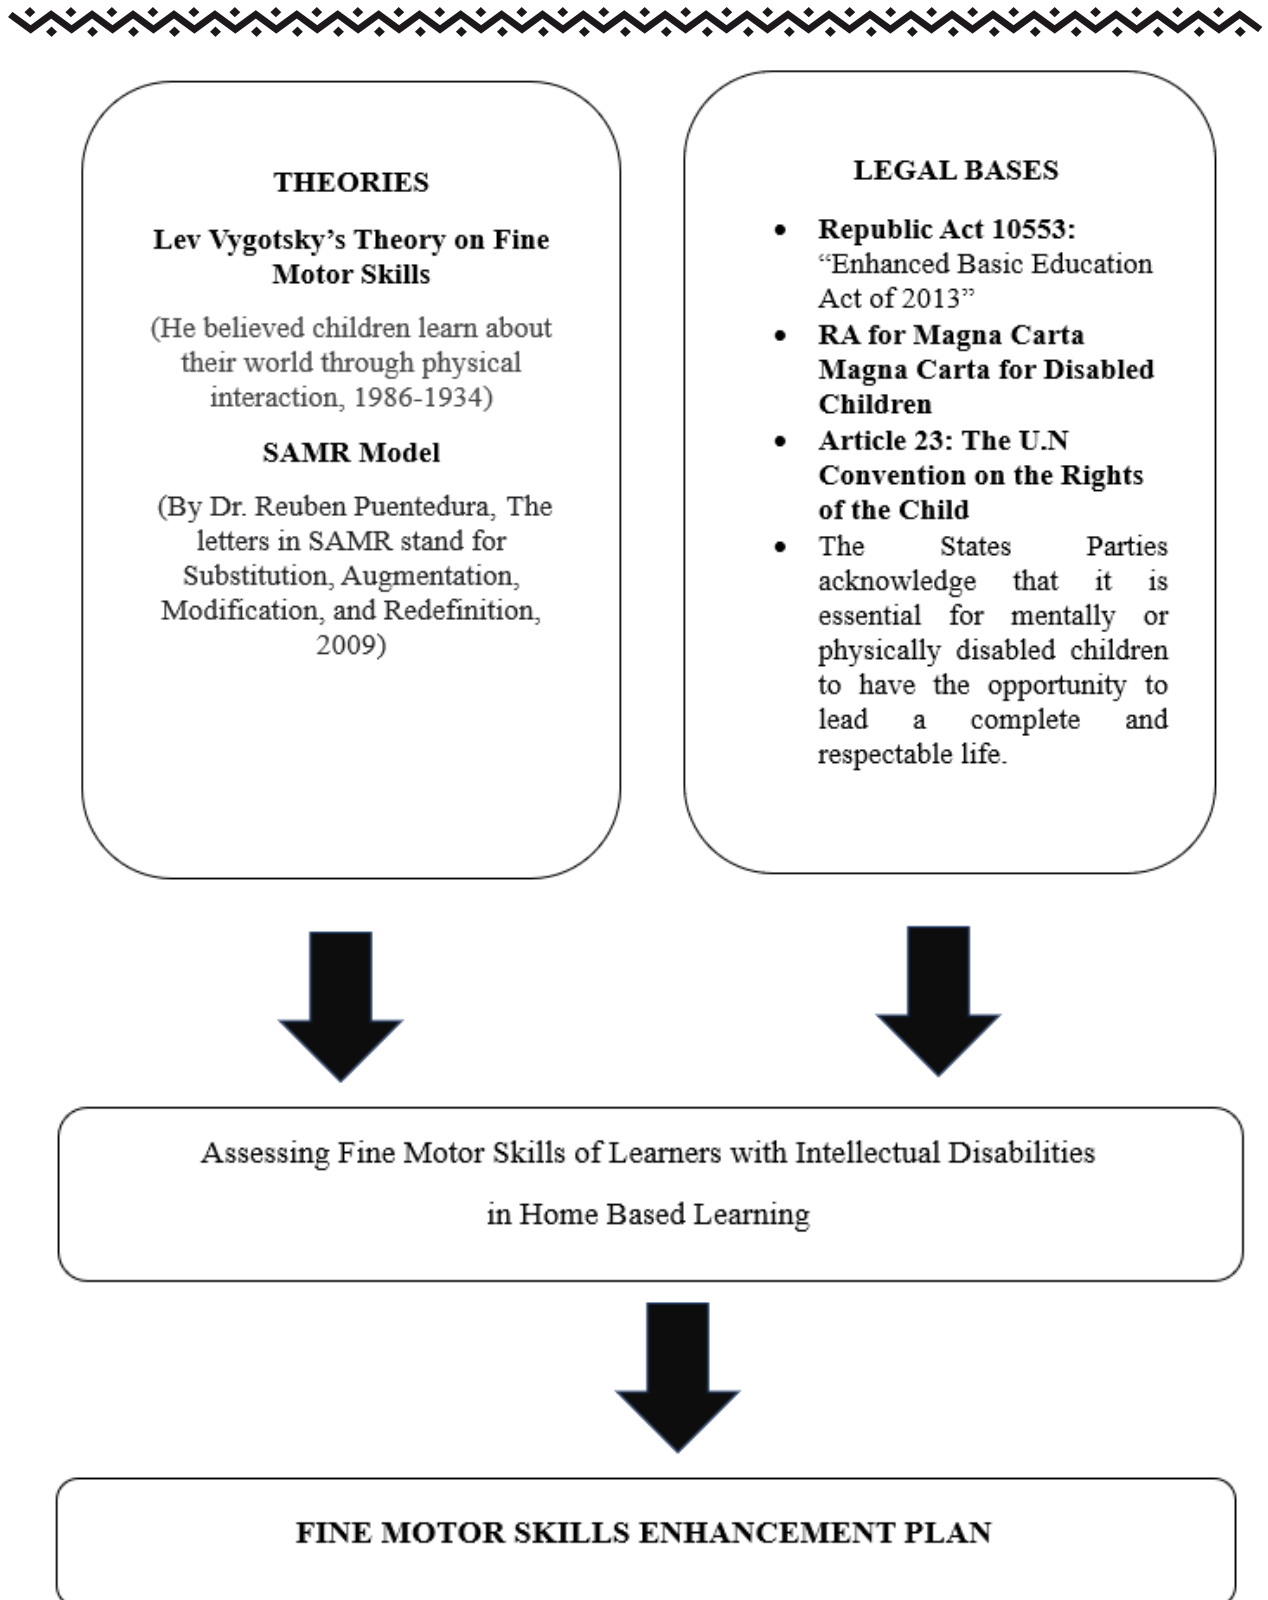 THEORIES
Lev Vygotsky’s Theory on Fine
Motor Skills
(He believed children learn about
their world through physical
interaction, 1986-1934)
SAMR Model
(By Dr. Reuben Puentedura, The
letters in SAMR stand for
Substitution, Augmentation,
Modification, and Redefinition,
2009)
LEGAL BASES
• Republic Act 10553:
“Enhanced Basic Education
Act of 2013”
• RA for Magna Carta
Magna Carta for Disabled
Children
• Article 23: The U.N
Convention on the Rights
of the Child
• The States Parties
acknowledge that it is
essential for mentally or
physically disabled children
to have the opportunity to
lead a complete and
respectable life.
Assessing Fine Motor Skills of Learners with Intellectual Disabilities
in Home Based Learning
FINE MOTOR SKILLS ENHANCEMENT PLAN